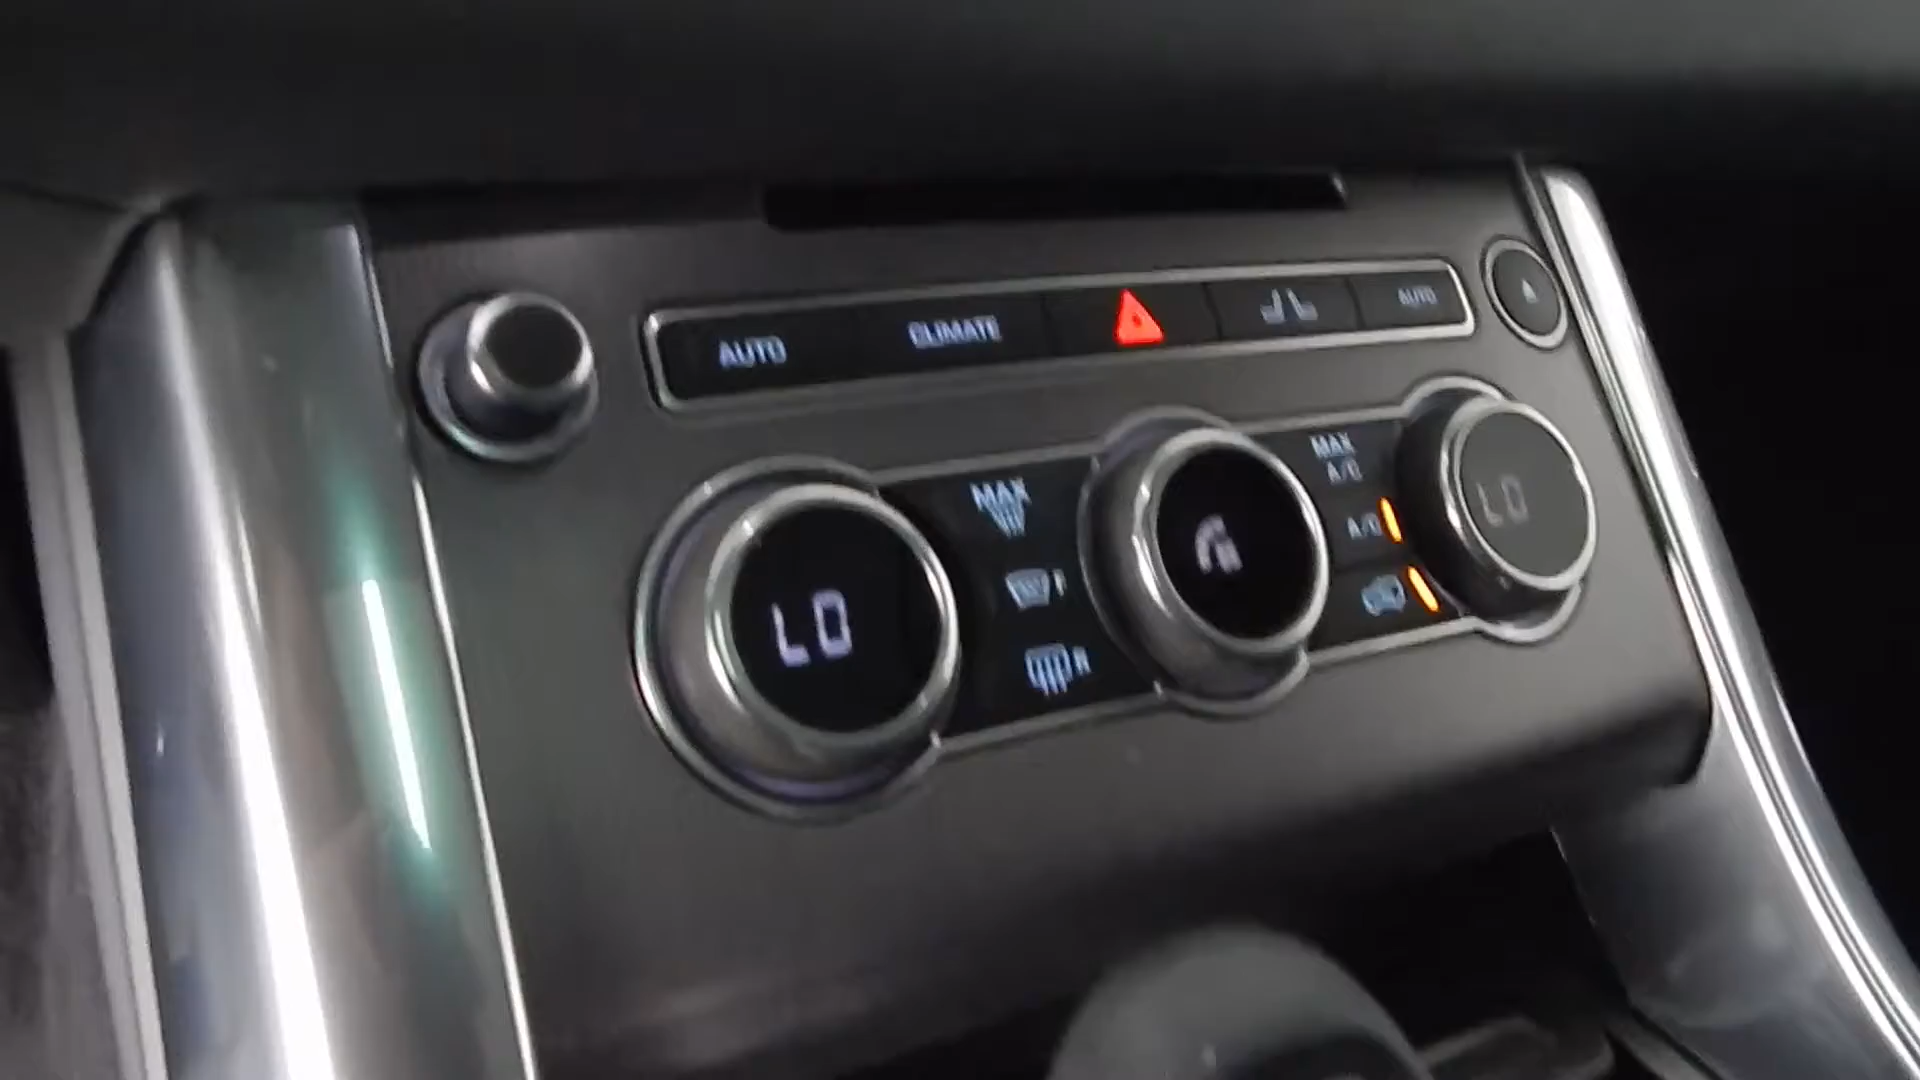 AUTO CLIMATE AUTO
MAX
MAX
A/C
LO
A/C
LO
F
R